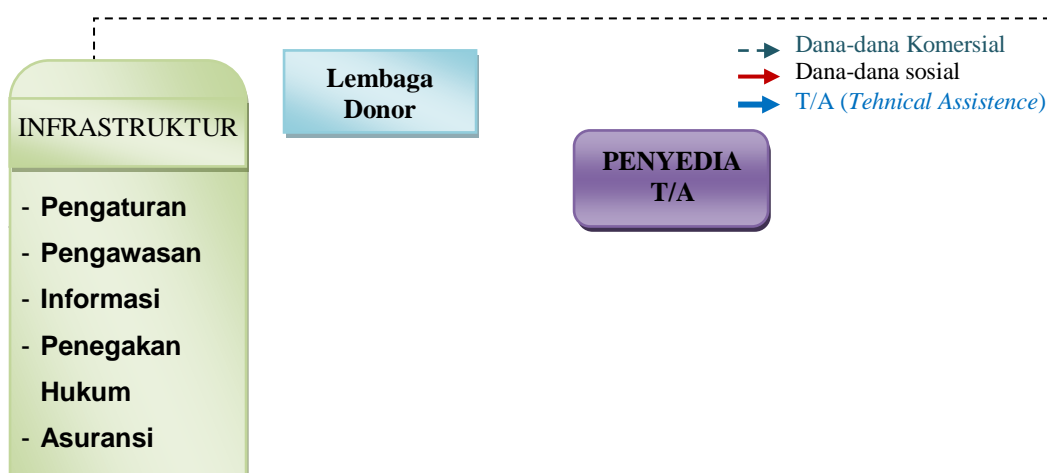 Dana-dana Komersial
Dana-dana sosial
T/A (Tehnical Assistence)
Lembaga
Donor
INFRASTRUKTUR
PENYEDIA
T/A
- Pengaturan
- Pengawasan
- Informasi
- Penegakan
Hukum
- Asuransi